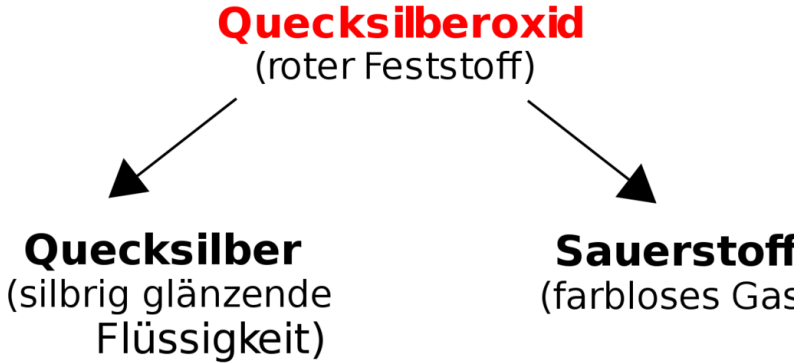 Quecksilberoxid
(roter Feststoff)
Quecksilber
(silbrig glänzende
Flüssigkeit)
Sauerstoff
(farbloses Gas